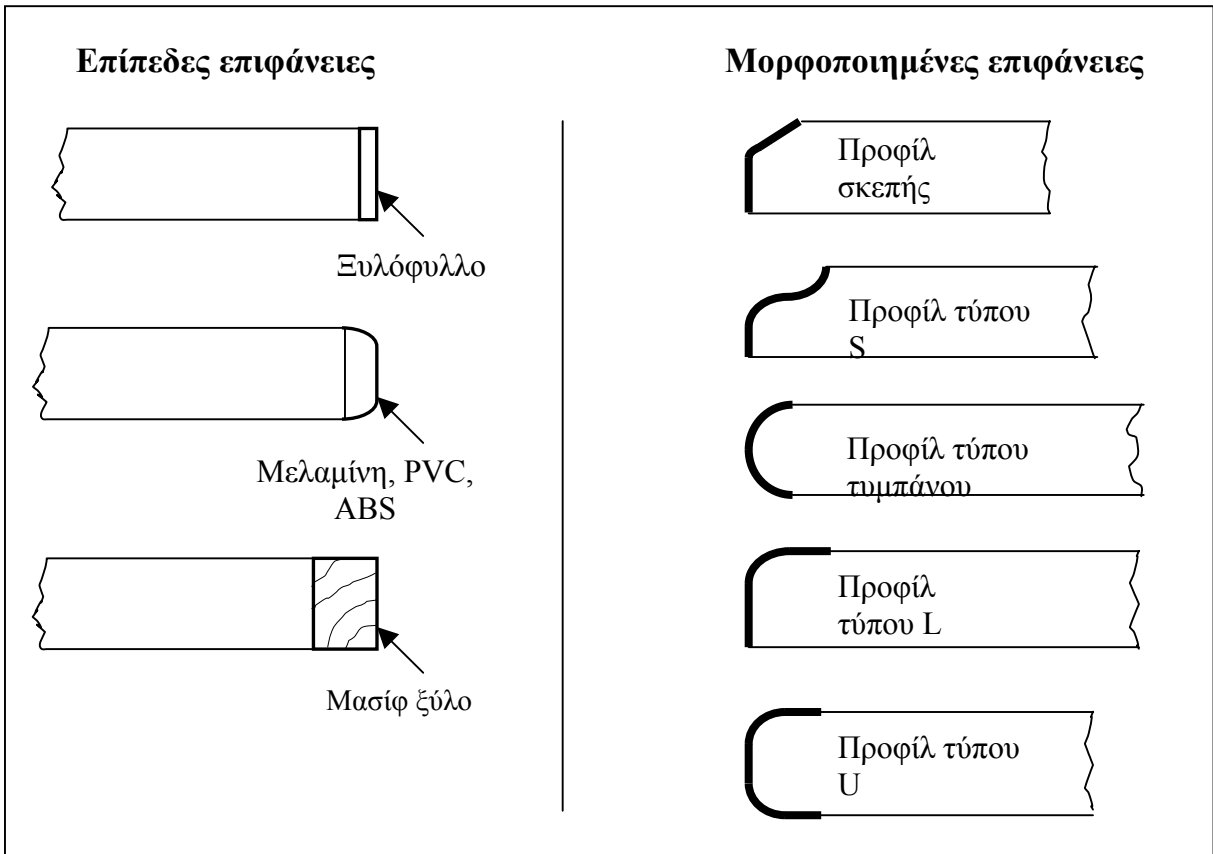 Επίπεδες επιφάνειες
Ξυλόφυλλο
Μελαμίνη, PVC,
ABS
Μασίφ ξύλο
Μορφοποιημένες επιφάνειες
Προφίλ
σκεπής
Προφίλ τύπου
S
Προφίλ τύπου
τυμπάνου
Προφίλ
τύπου L
Προφίλ τύπου
U